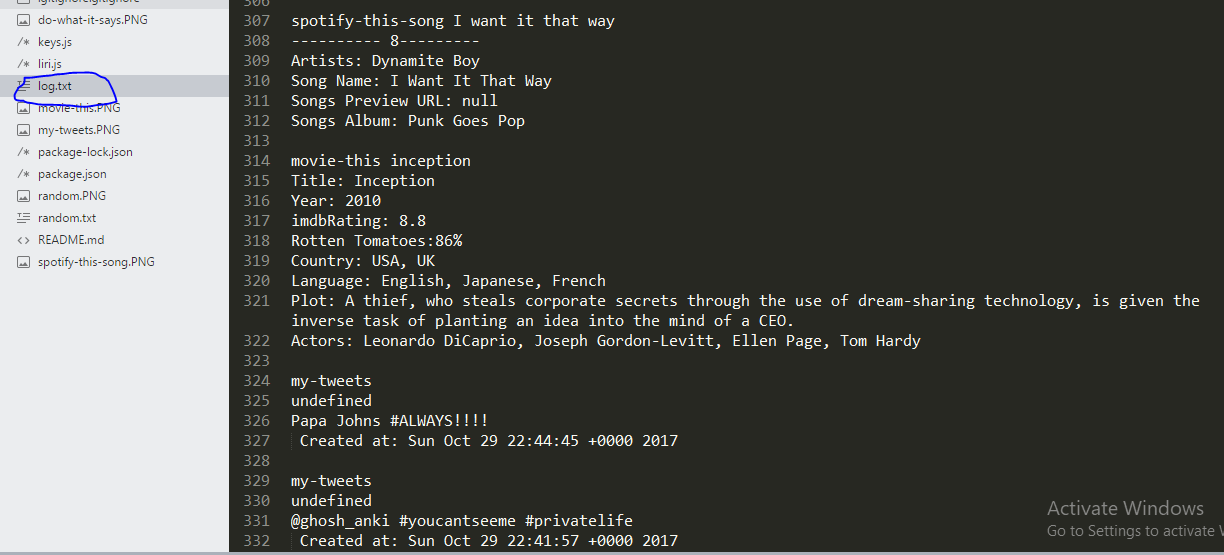 .gitignore.gitignore
do-what-it-says.PNG
keys.js
liri.js
log.txt
movie-this.PNG
my-tweets.PNG
package-lock.json
package.json
random.PNG
random.txt
README.md
spotify-this-song.PNG
306
307 spotify-this-song I want it that way
308 ---------- 8---------
309 Artists: Dynamite Boy
310 Song Name: I Want It That Way
311 Songs Preview URL: null
312 Songs Album: Punk Goes Pop
313
314 movie-this inception
315 Title: Inception
316 Year: 2010
317 imdbRating: 8.8
318 Rotten Tomatoes:86%
319 Country: USA, UK
320 Language: English, Japanese, French
321 Plot: A thief, who steals corporate secrets through the use of dream-sharing technology, is given the
inverse task of planting an idea into the mind of a CEO.
322 Actors: Leonardo DiCaprio, Joseph Gordon-Levitt, Ellen Page, Tom Hardy
323
324 my-tweets
325 undefined
326 Papa Johns #ALWAYS!!!!
327 Created at: Sun Oct 29 22:44:45 +0000 2017
328
329 my-tweets
330 undefined
331 @ghosh_anki #youcantseeme #privatelife
332 Created at: Sun Oct 29 22:41:57 +0000 2017
Activate Windows
Go to Settings to activate